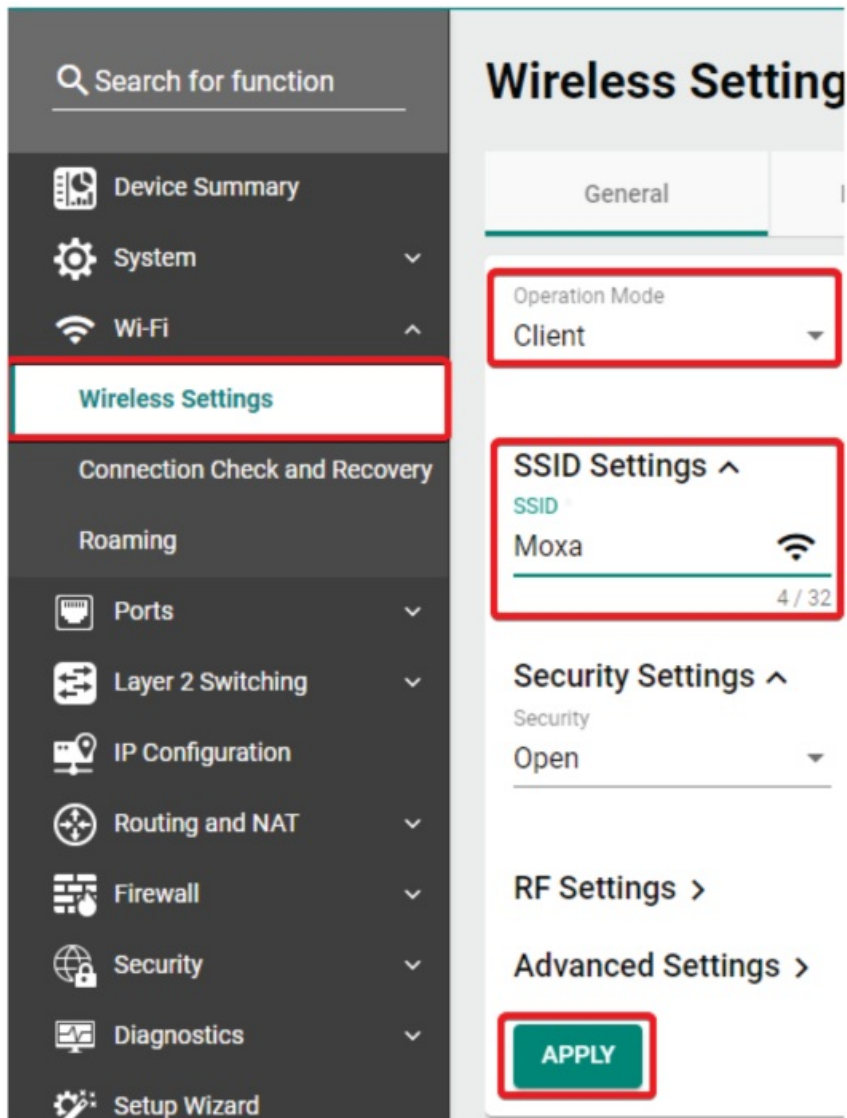 Search for function
Device Summary
System
Wi-Fi
Wireless Settings
Connection Check and Recovery
Roaming
Ports
Layer 2 Switching
IP Configuration
Routing and NAT
Firewall
Security
Diagnostics
Setup Wizard
Wireless Setting
General
Operation Mode
Client
SSID Settings
SSID
Moxa
4 / 32
Security Settings
Security
Open
RF Settings
Advanced Settings
APPLY